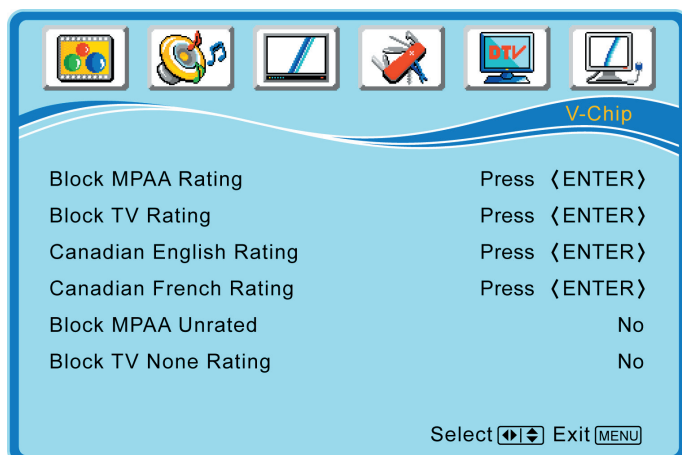 DTV
V-Chip
Block MPAA Rating Press 〈ENTER〉
Block TV Rating Press 〈ENTER〉
Canadian English Rating Press 〈ENTER〉
Canadian French Rating Press 〈ENTER〉
Block MPAA Unrated No
Block TV None Rating No
Select Exit MENU